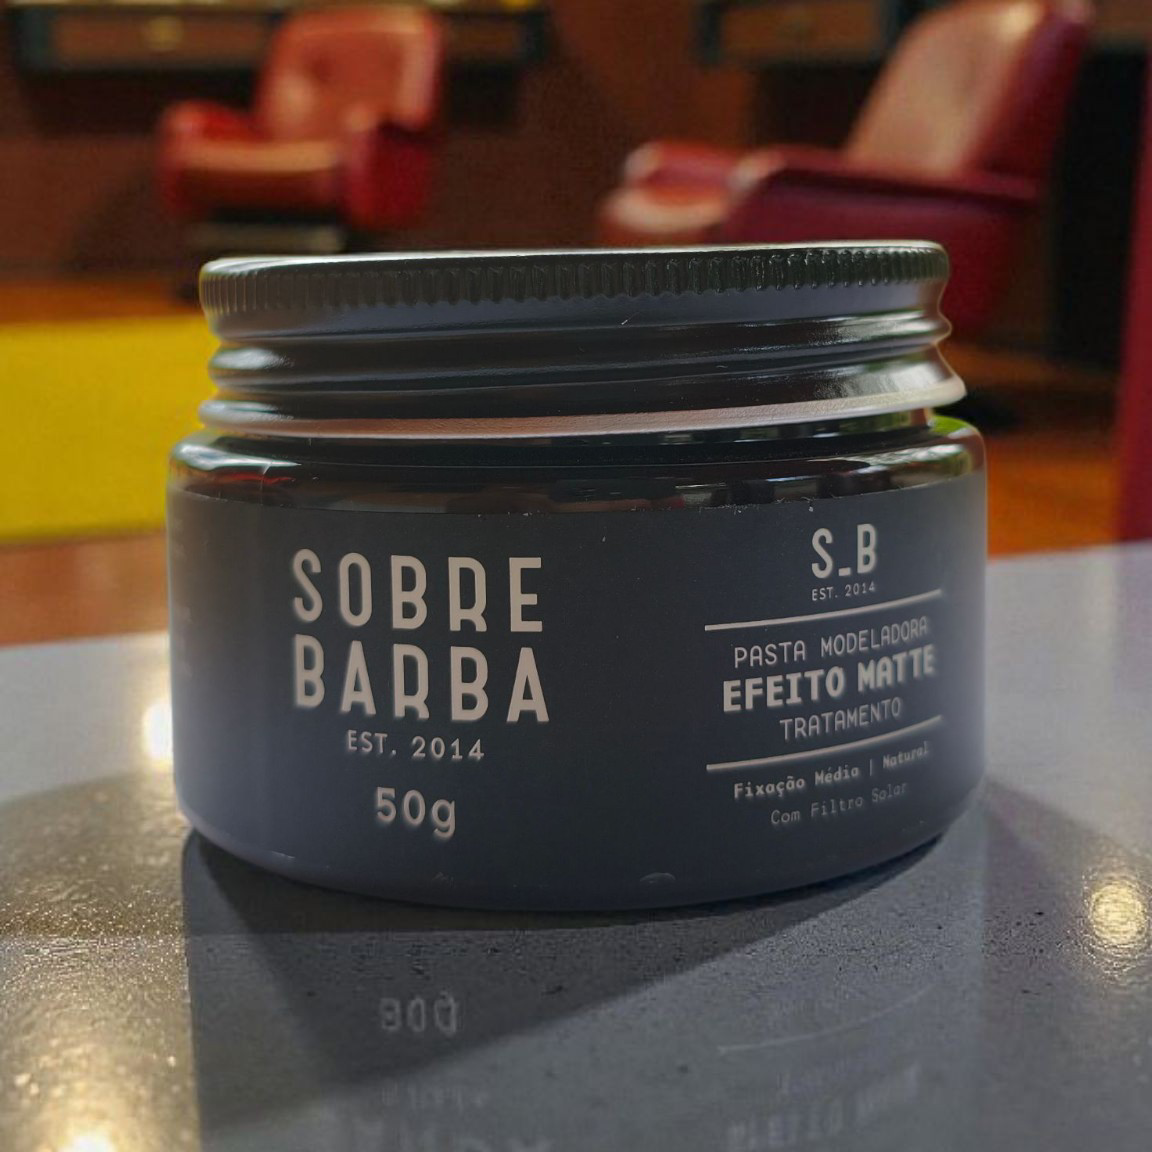 SOBRE
BARBA
EST. 2014
50g
S_B
EST. 2014
PASTA MODELADORA
EFEITO MATTE
TRATAMENTO
Fixação Média | Natural
Com Filtro Solar